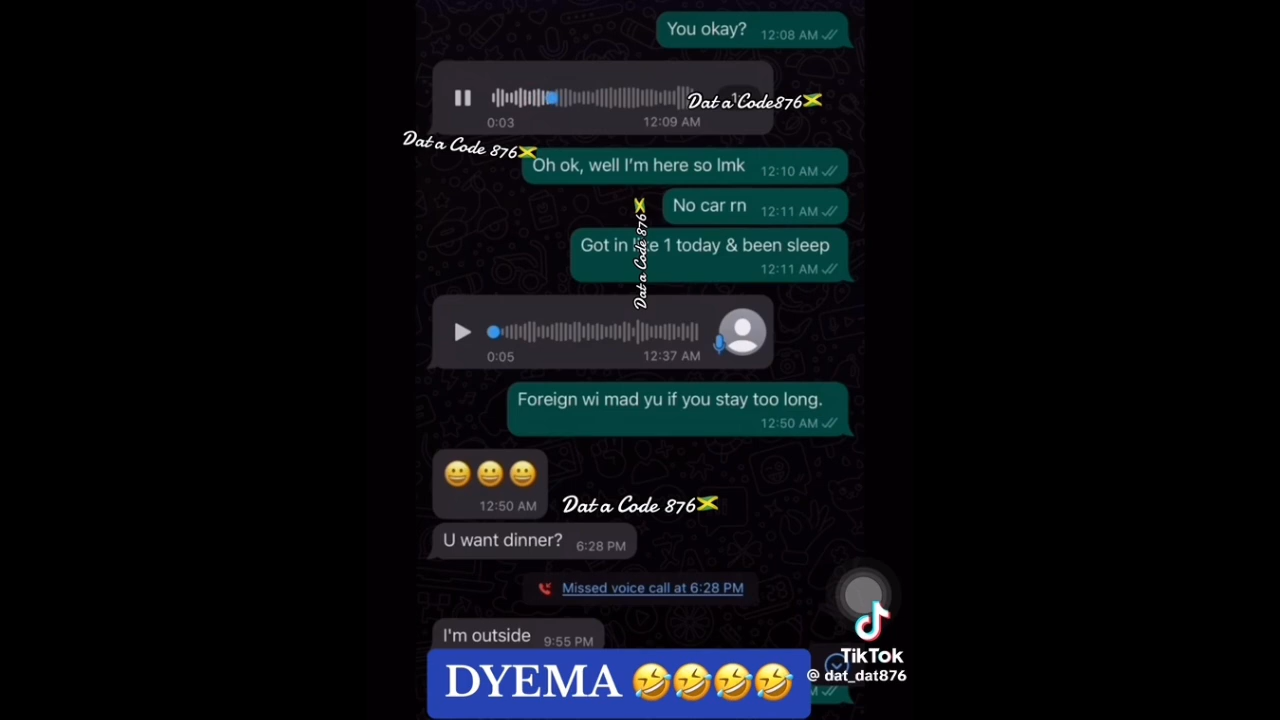 You okay? 12:08 AM
Dat a Code876
0:03 12:09 AM
Dat a Code 876
Oh ok, well I'm here so lmk 12:10 AM
No car rn 12:11 AM
Dat a Code 876
Got in like 1 today & been sleep
12:11 AM
0:05 12:37 AM
Foreign wi mad yu if you stay too long.
12:50 AM
😀😀😀
12:50 AM
Dat a Code 876
U want dinner? 6:28 PM
Missed voice call at 6:28 PM
I'm outside 9:55 PM
DYEMA 🤣🤣🤣🤣
TikTok
@ dat_dat876